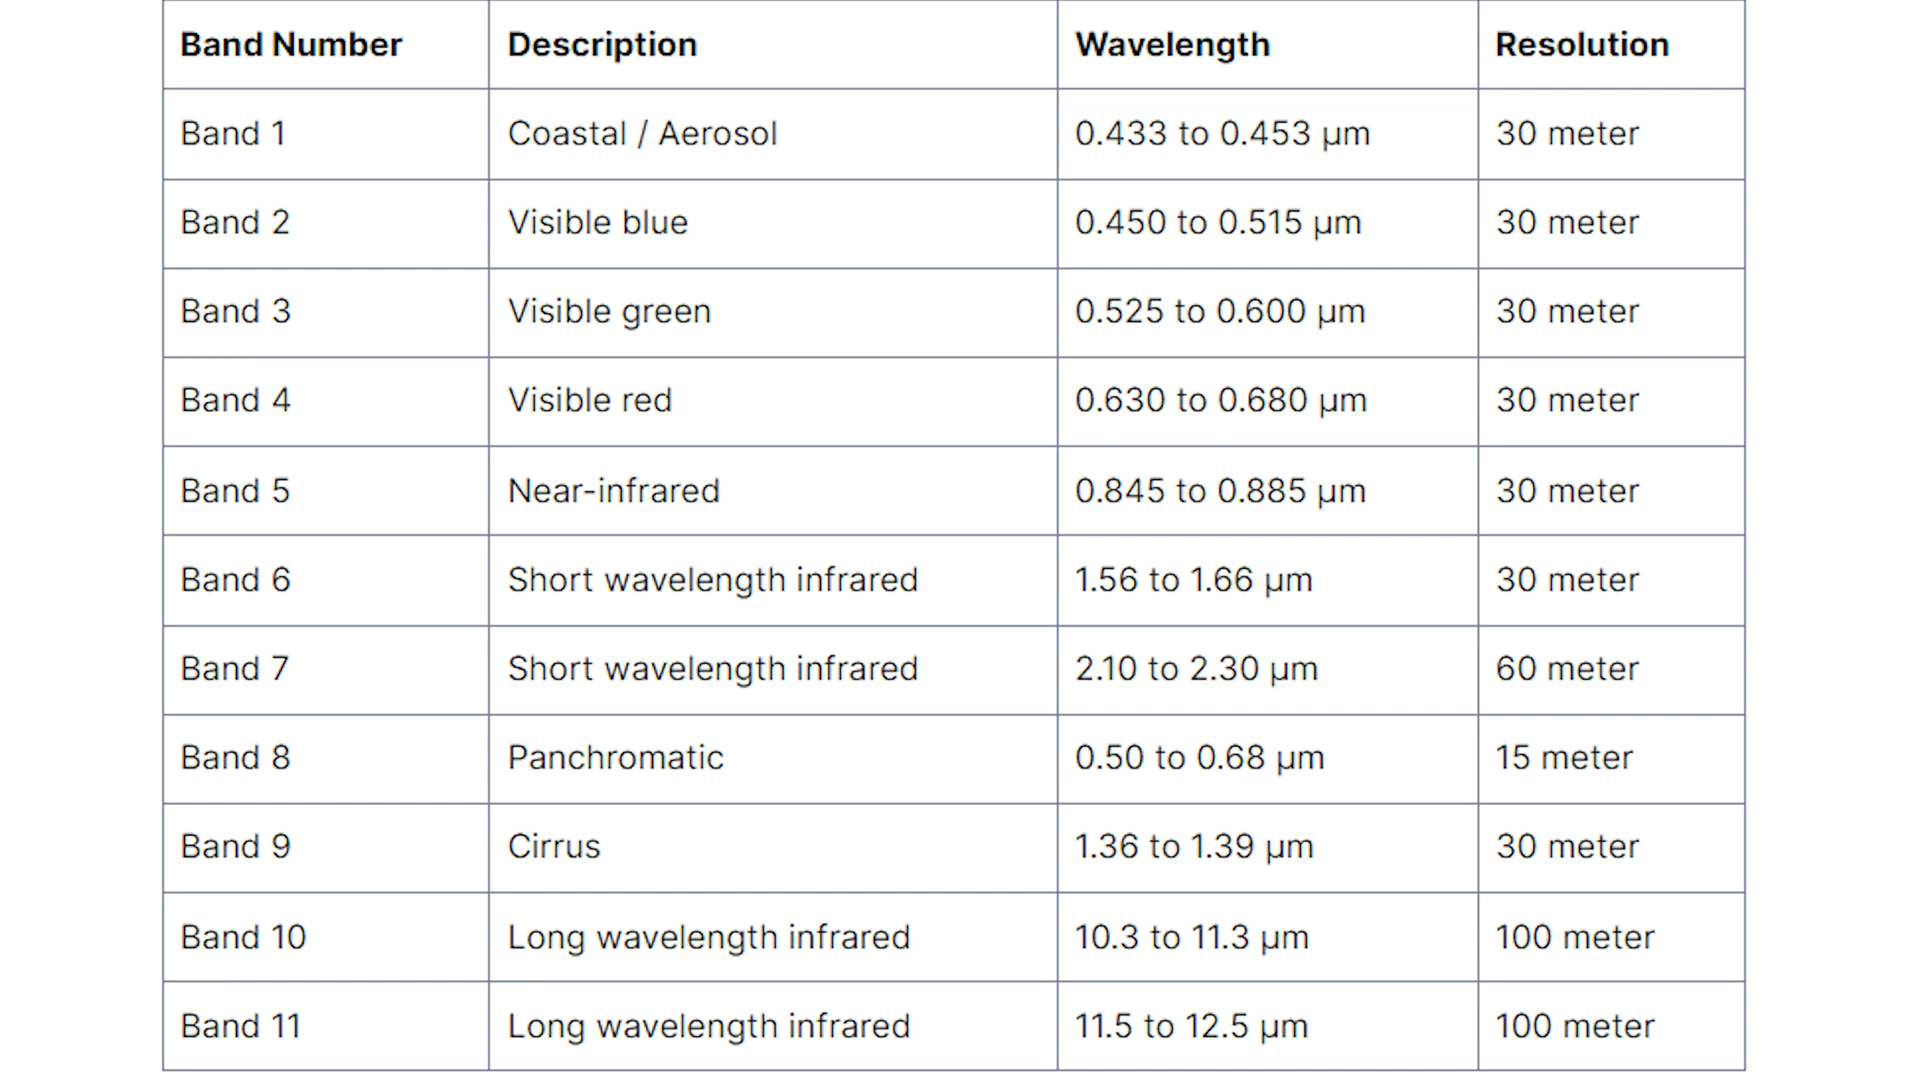 Band Number Description Wavelength Resolution
Band 1 Coastal / Aerosol 0.433 to 0.453 µm 30 meter
Band 2 Visible blue 0.450 to 0.515 µm 30 meter
Band 3 Visible green 0.525 to 0.600 µm 30 meter
Band 4 Visible red 0.630 to 0.680 µm 30 meter
Band 5 Near-infrared 0.845 to 0.885 µm 30 meter
Band 6 Short wavelength infrared 1.56 to 1.66 µm 30 meter
Band 7 Short wavelength infrared 2.10 to 2.30 µm 60 meter
Band 8 Panchromatic 0.50 to 0.68 µm 15 meter
Band 9 Cirrus 1.36 to 1.39 µm 30 meter
Band 10 Long wavelength infrared 10.3 to 11.3 µm 100 meter
Band 11 Long wavelength infrared 11.5 to 12.5 µm 100 meter